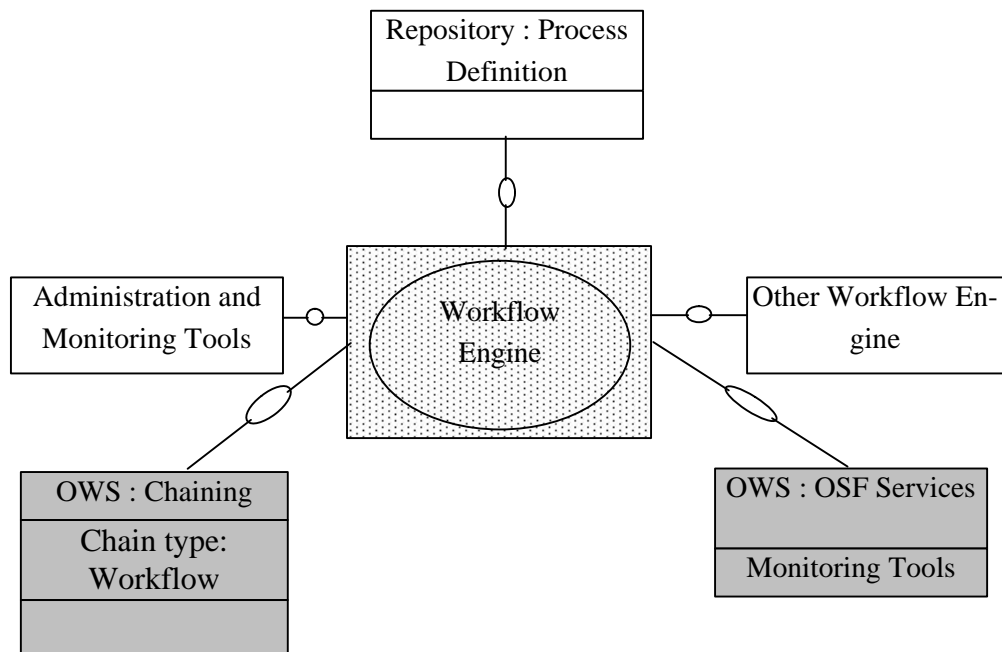 Repository : Process
Definition
Administration and
Monitoring Tools
Workflow
Engine
Other Workflow En-
gine
OWS : Chaining
Chain type:
Workflow
OWS : OSF Services
Monitoring Tools